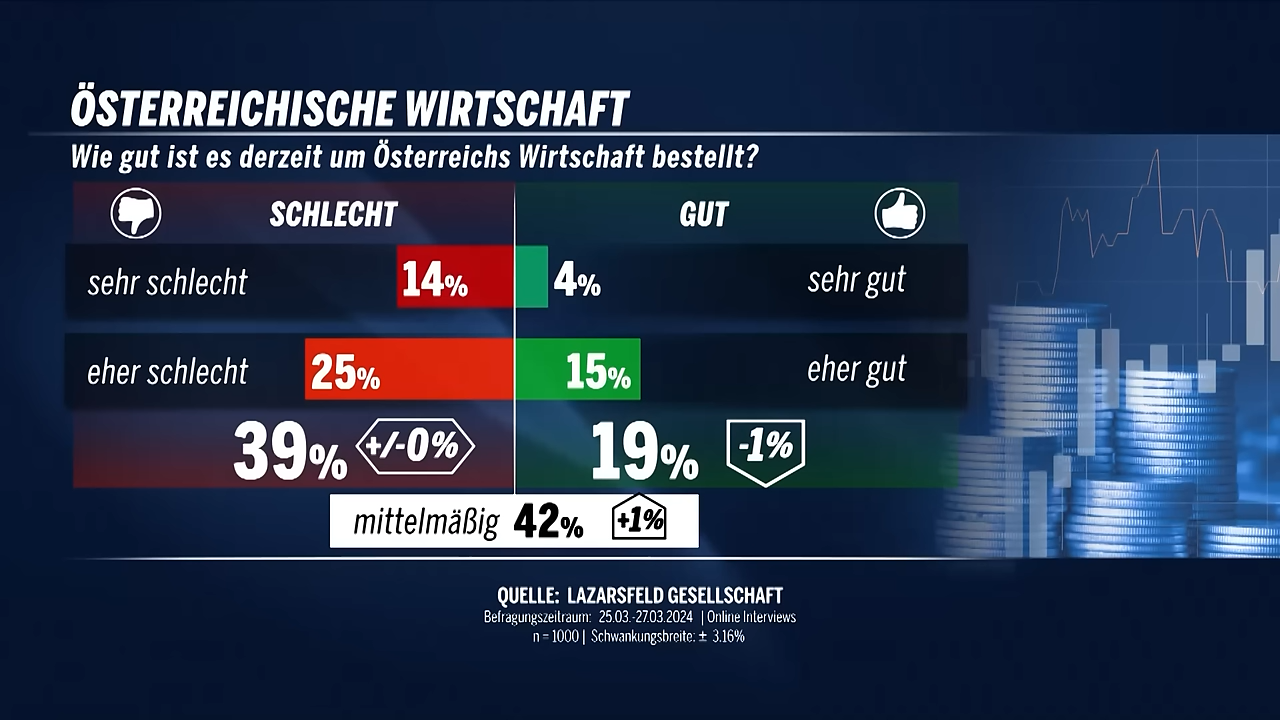 ÖSTERREICHISCHE WIRTSCHAFT
Wie gut ist es derzeit um Österreichs Wirtschaft bestellt?
SCHLECHT GUT
sehr schlecht 14% 4% sehr gut
eher schlecht 25% 15% eher gut
39% +/-0% 19% -1%
mittelmäßig 42% +1%
QUELLE: LAZARSFELD GESELLSCHAFT
Befragungszeitraum: 25.03.-27.03.2024 | Online Interviews
n = 1000 | Schwankungsbreite: ± 3.16%